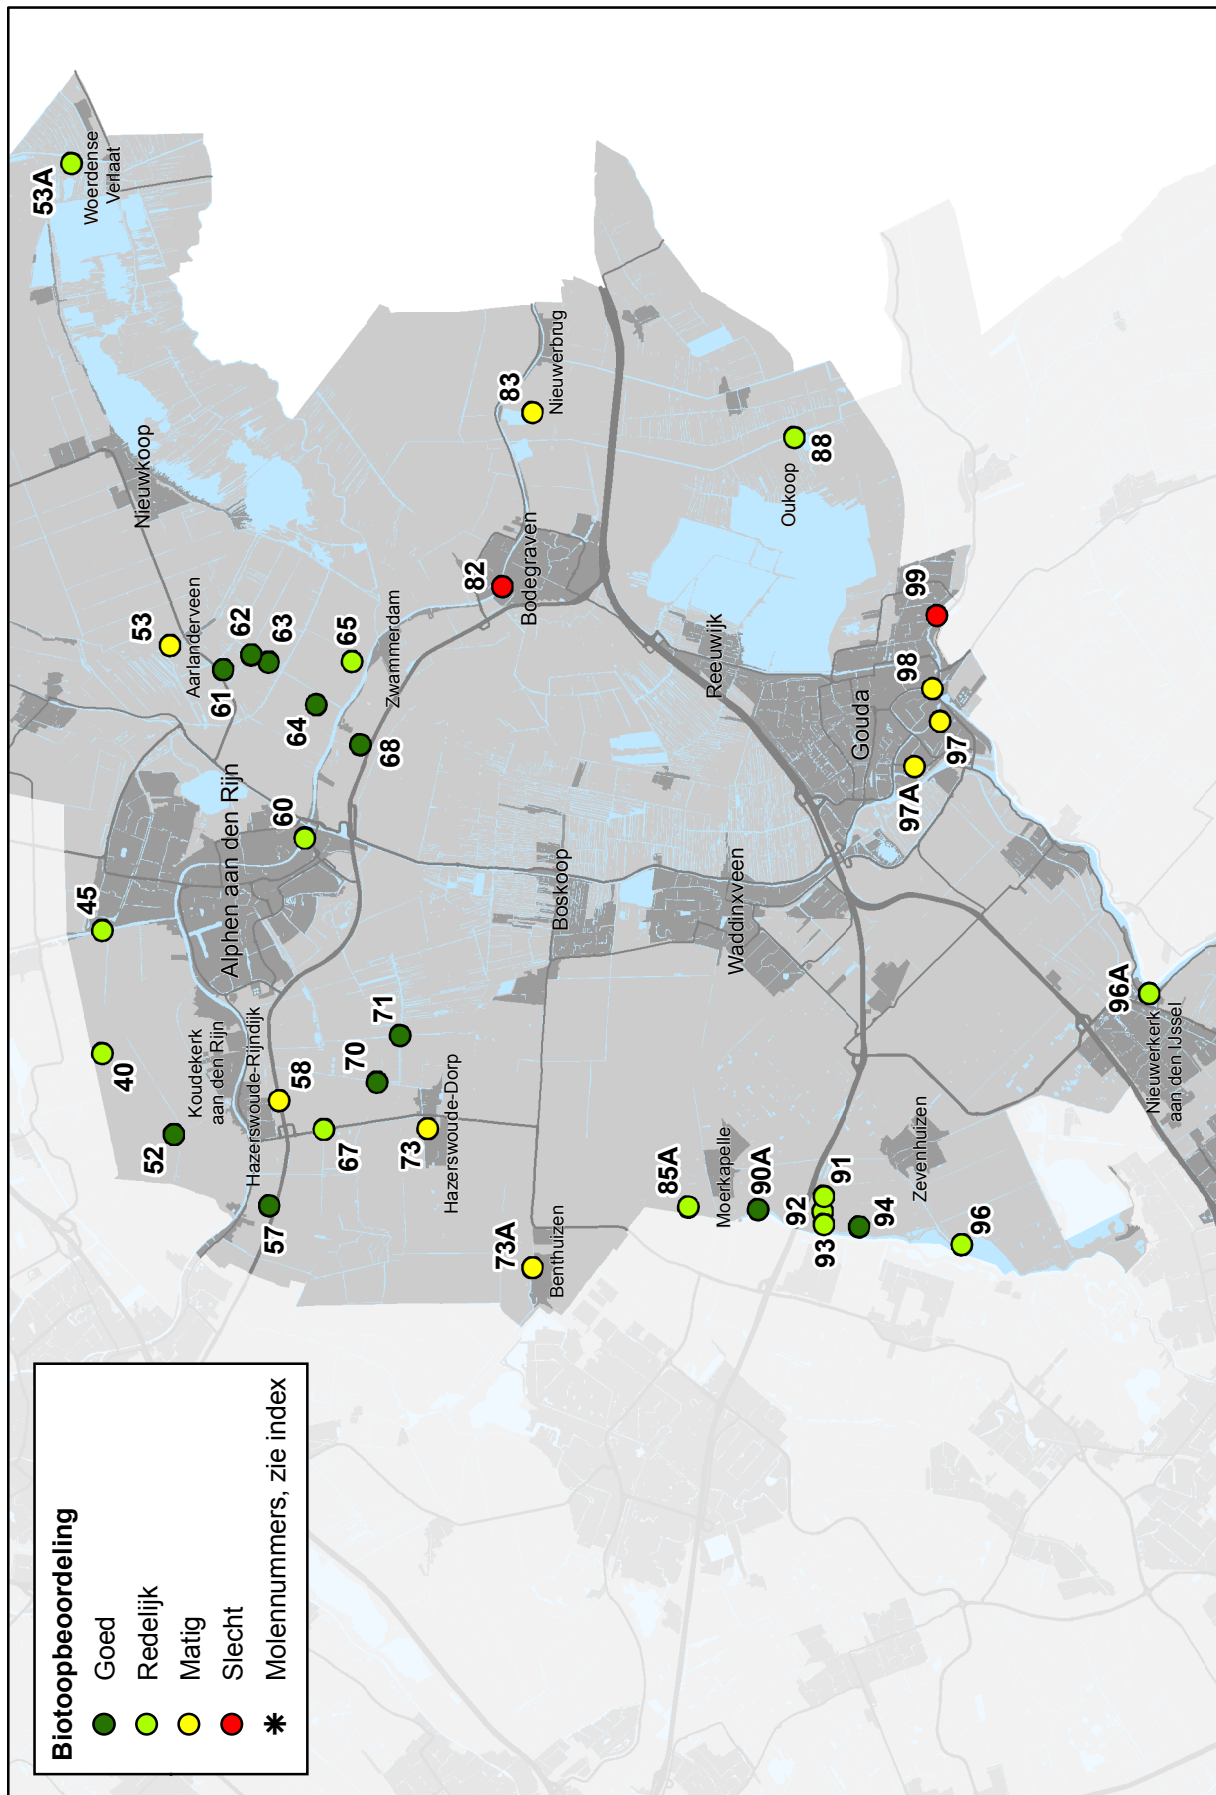 Biotoopbeoordeling
Goed
Redelijk
Matig
Slecht
Molennummers, zie index
53A
Woerdense
Verlaat
Nieuwkoop
53
Aarlanderveen
62
63
61
64
65
68
Zwammerdam
83
Nieuwerbrug
82
Bodegraven
88
Oukoop
Reeuwijk
99
98
97
97A
Gouda
60
Alphen aan den Rijn
45
40
52
Koudekerk
aan den Rijn
Hazerswoude-Rijndijk
57
58
67
70
71
73
Hazerswoude-Dorp
73A
Benthuizen
Boskoop
Waddinxveen
85A
Moerkapelle
90A
91
92
93
94
96
Zevenhuizen
96A
Nieuwerkerk
aan den IJssel